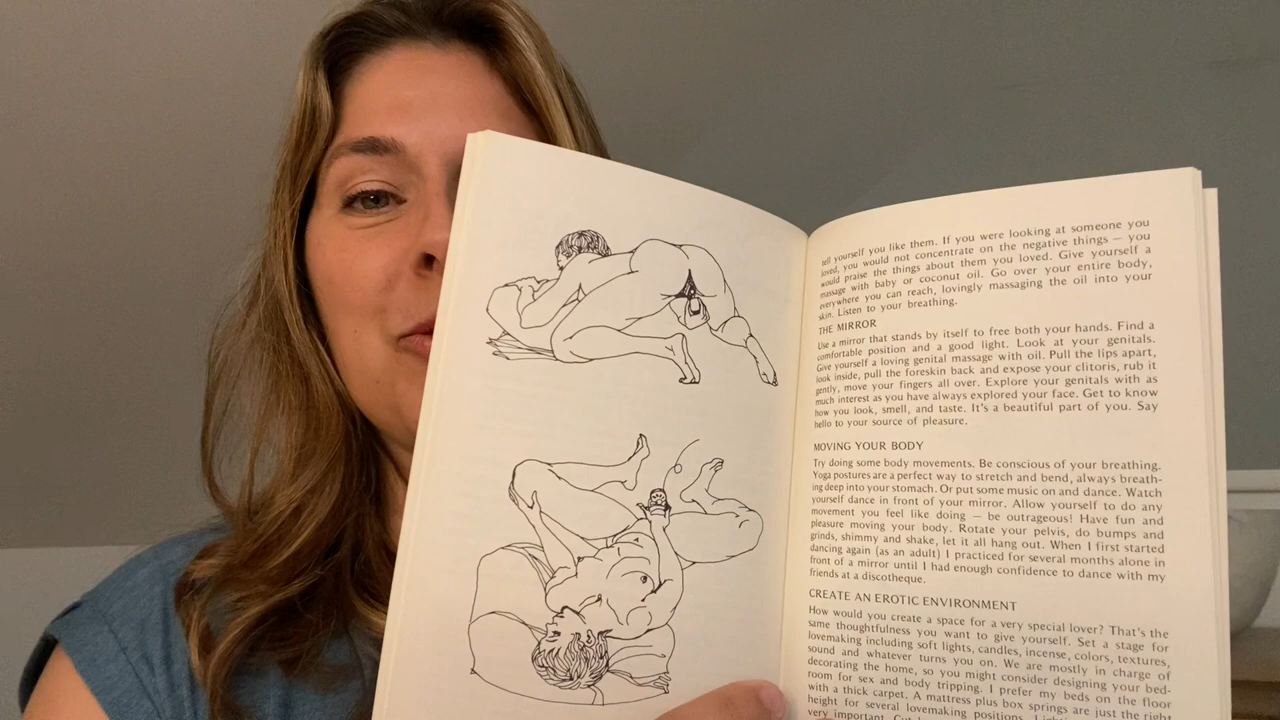 tell yourself you like them. If you were looking at someone you
loved, you would not concentrate on the negative things — you
would praise the things about them you loved. Give yourself a
massage with baby or coconut oil. Go over your entire body,
everywhere you can reach, lovingly massaging the oil into your
skin. Listen to your breathing.
THE MIRROR
Use a mirror that stands by itself to free both your hands. Find a
comfortable position and a good light. Look at your genitals.
Give yourself a loving genital massage with oil. Pull the lips apart,
look inside, pull the foreskin back and expose your clitoris, rub it
gently, move your fingers all over. Explore your genitals with as
much interest as you have always explored your face. Get to know
how you look, smell, and taste. It's a beautiful part of you. Say
hello to your source of pleasure.
MOVING YOUR BODY
Try doing some body movements. Be conscious of your breathing.
Yoga postures are a perfect way to stretch and bend, always breath-
ing deep into your stomach. Or put some music on and dance. Watch
yourself dance in front of your mirror. Allow yourself to do any
movement you feel like doing — be outrageous! Have fun and
pleasure moving your body. Rotate your pelvis, do bumps and
grinds, shimmy and shake, let it all hang out. When I first started
dancing again (as an adult) I practiced for several months alone in
front of a mirror until I had enough confidence to dance with my
friends at a discotheque.
CREATE AN EROTIC ENVIRONMENT
How would you create a space for a very special lover? That's the
same thoughtfulness you want to give yourself. Set a stage for
lovemaking including soft lights, candles, incense, colors, textures,
sound and whatever turns you on. We are mostly in charge of
decorating the home, so you might consider designing your bed-
room for sex and body tripping. I prefer my beds on the floor
with a thick carpet. A mattress plus box springs are just the right
height for several lovemaking positions.
very important.